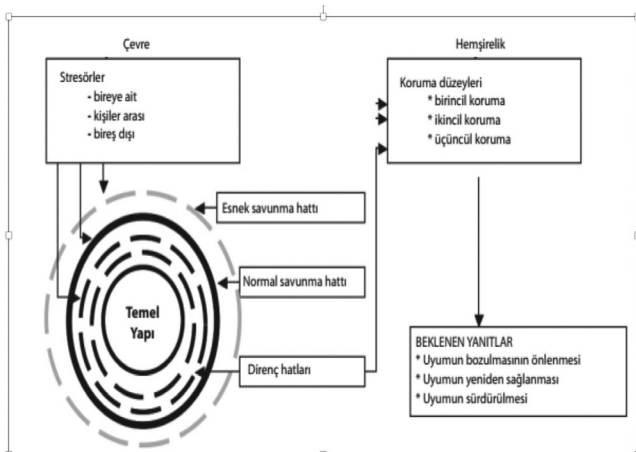 Çevre
Stresörler
- bireye ait
- kişiler arası
- bireş dışı
Esnek savunma hattı
Normal savunma hattı
Direnç hatları
Temel
Yapı
Hemşirelik
Koruma düzeyleri
* birincil koruma
* ikincil koruma
* üçüncül koruma
BEKLENEN YANITLAR
* Uyumun bozulmasının önlenmesi
* Uyumun yeniden sağlanması
* Uyumun sürdürülmesi